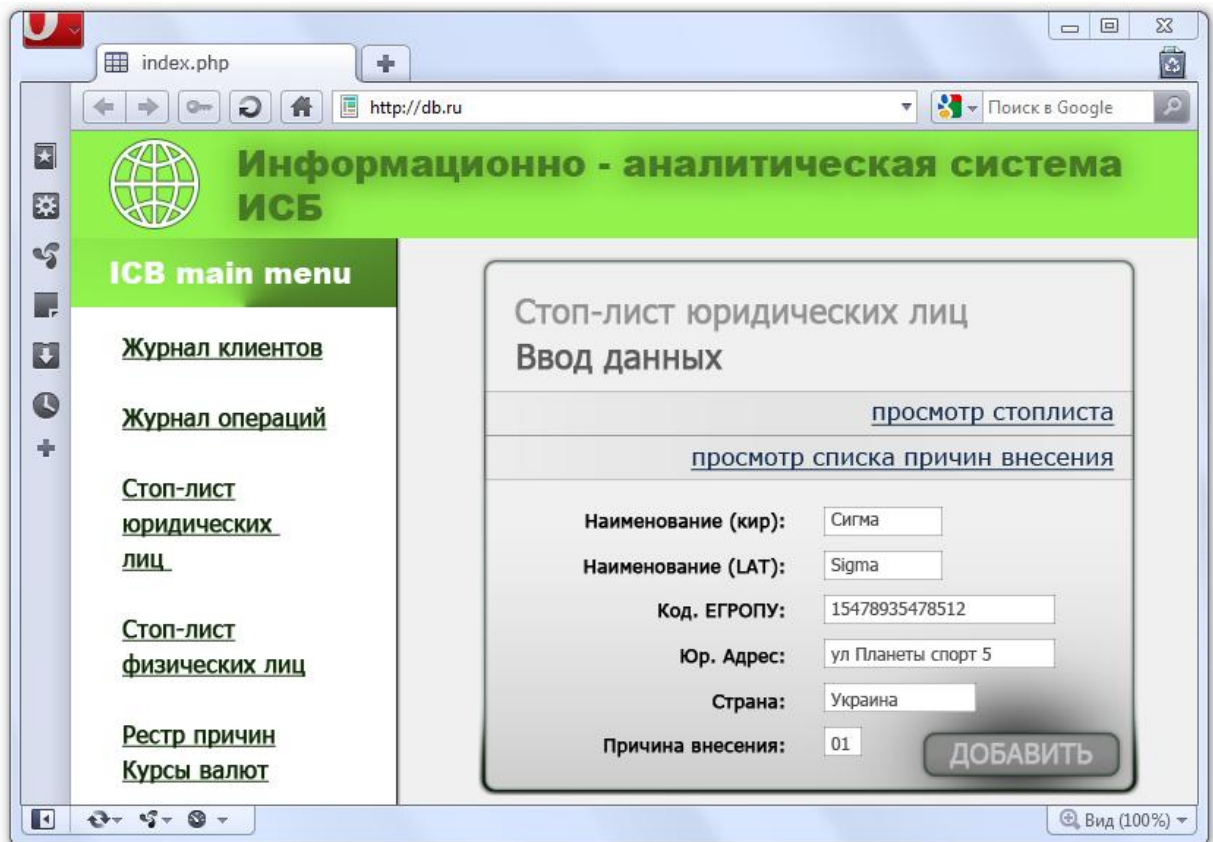 index.php
http://db.ru
Поиск в Google
Информационно - аналитическая система
ИСБ
ICB main menu
Журнал клиентов
Журнал операций
Стоп-лист
юридических
лиц
Стоп-лист
физических лиц
Рестр причин
Курсы валют
Стоп-лист юридических лиц
Ввод данных
просмотр стоплиста
просмотр списка причин внесения
Наименование (кир): Сигма
Наименование (LAT): Sigma
Код. ЕГРОПУ: 15478935478512
Юр. Адрес: ул Планеты спорт 5
Страна: Украина
Причина внесения: 01
ДОБАВИТЬ
Вид (100%)